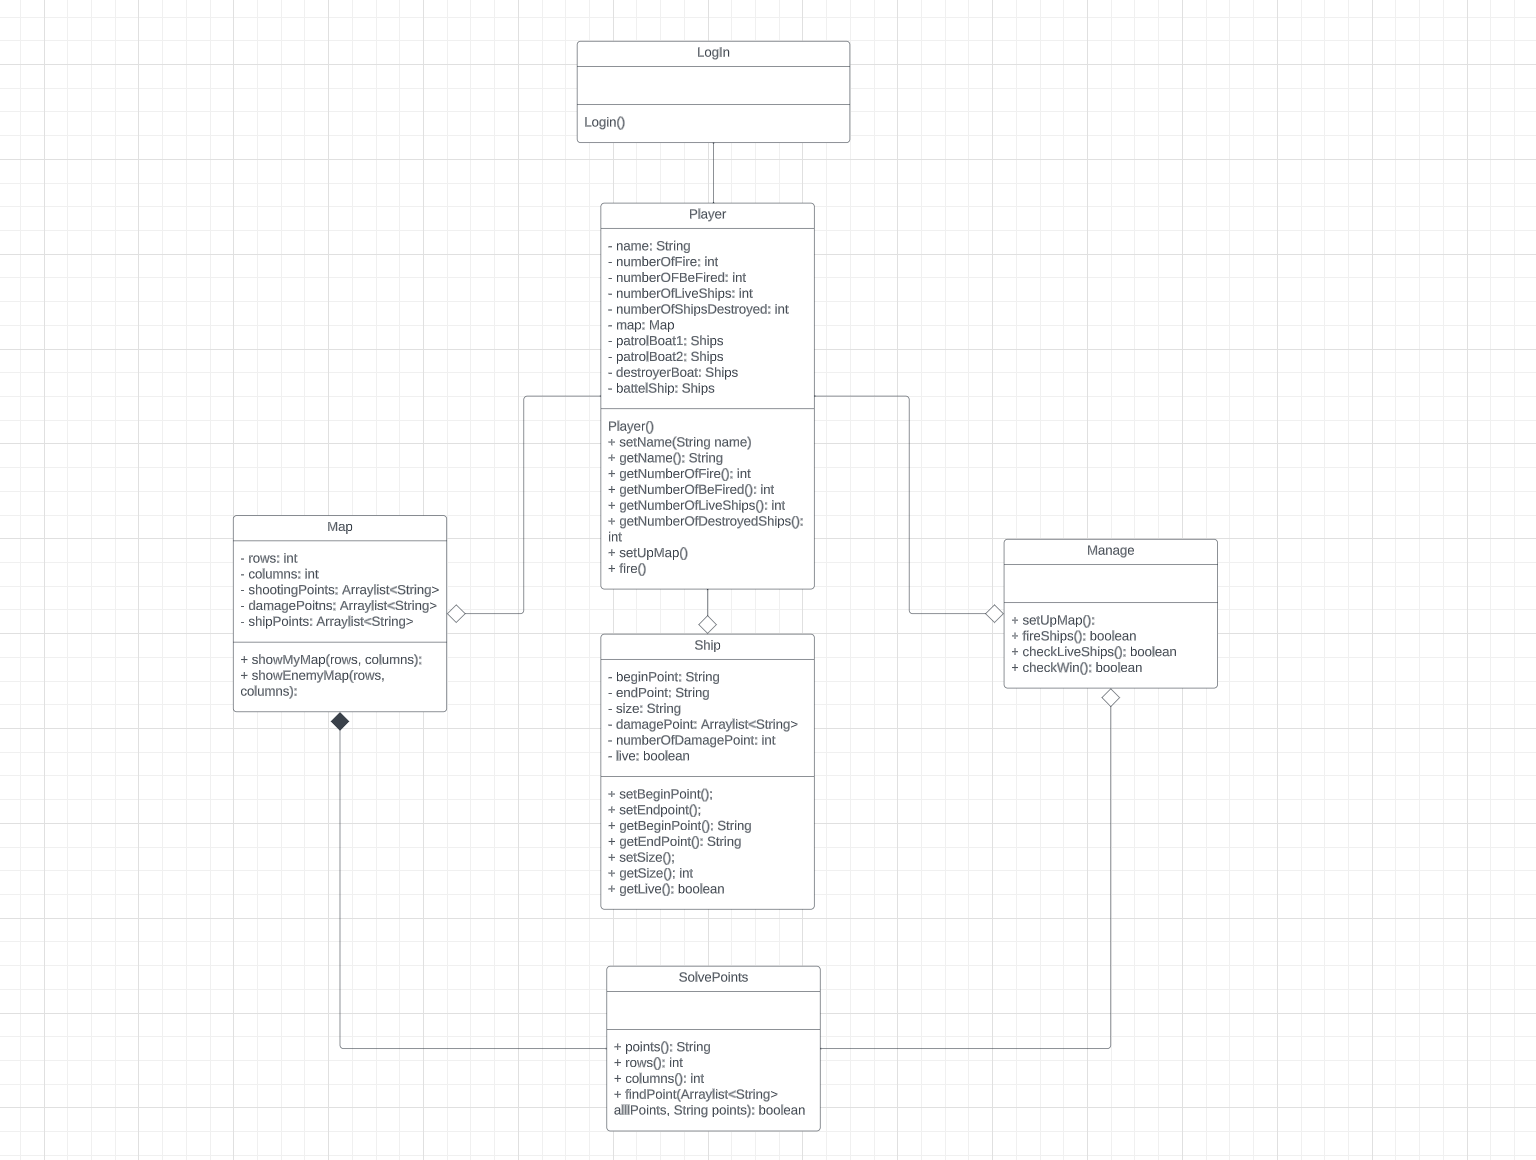 LogIn
Login()
Player
- name: String
- numberOfFire: int
- numberOFBeFired: int
- numberOfLiveShips: int
- numberOfShipsDestroyed: int
- map: Map
- patrolBoat1: Ships
- patrolBoat2: Ships
- destroyerBoat: Ships
- battelShip: Ships
Player()
+ setName(String name)
+ getName(): String
+ getNumberOfFire(): int
+ getNumberOfBeFired(): int
+ getNumberOfLiveShips(): int
+ getNumberOfDestroyedShips():
int
+ setUpMap()
+ fire()
Map
- rows: int
- columns: int
- shootingPoints: Arraylist<String>
- damagePoitns: Arraylist<String>
- shipPoints: Arraylist<String>
+ showMyMap(rows, columns):
+ showEnemyMap(rows,
columns):
Manage
+ setUpMap():
+ fireShips(): boolean
+ checkLiveShips(): boolean
+ checkWin(): boolean
Ship
- beginPoint: String
- endPoint: String
- size: String
- damagePoint: Arraylist<String>
- numberOfDamagePoint: int
- live: boolean
+ setBeginPoint();
+ setEndpoint();
+ getBeginPoint(): String
+ getEndPoint(): String
+ setSize();
+ getSize(); int
+ getLive(): boolean
SolvePoints
+ points(): String
+ rows(): int
+ columns(): int
+ findPoint(Arraylist<String>
alllPoints, String points): boolean